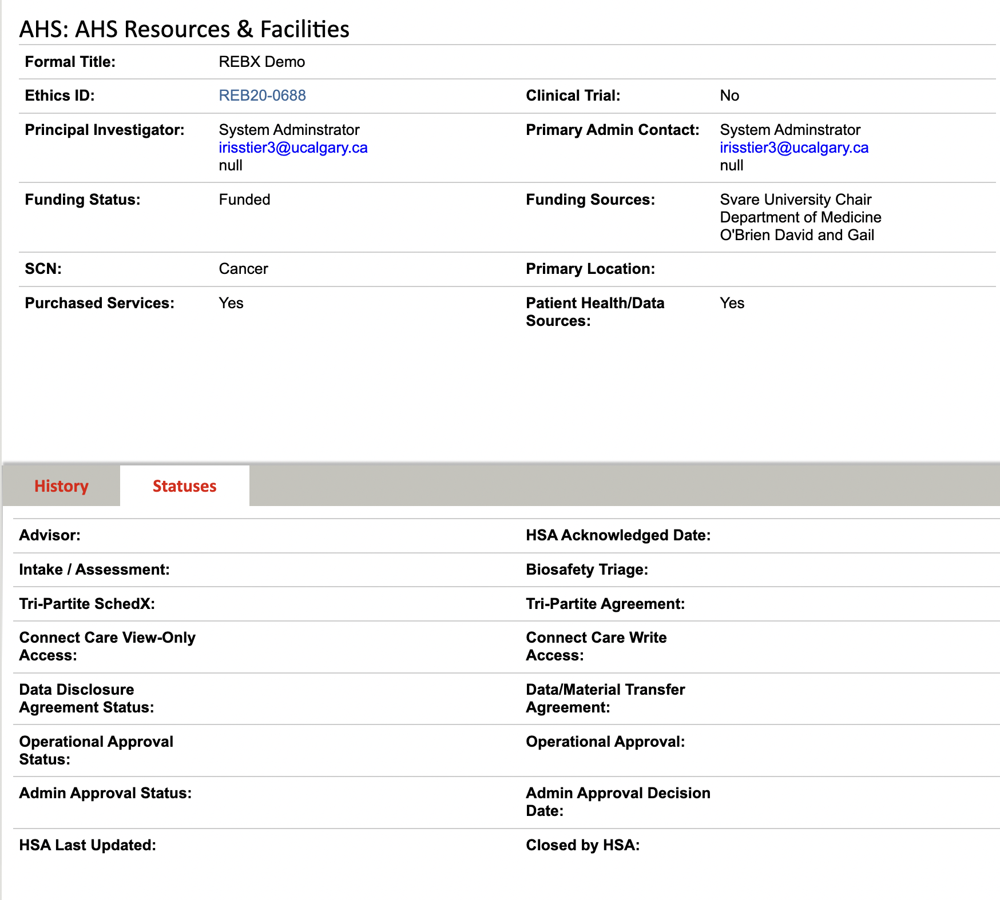 AHS: AHS Resources & Facilities
Formal Title: REBX Demo
Ethics ID: REB20-0688 Clinical Trial: No
Principal Investigator: System Adminstrator Primary Admin Contact: System Adminstrator
irisstier3@ucalgary.ca irisstier3@ucalgary.ca
null null
Funding Status: Funded Funding Sources: Svare University Chair
Department of Medicine
O'Brien David and Gail
SCN: Cancer Primary Location:
Purchased Services: Yes Patient Health/Data Yes
Sources:
History Statuses
Advisor: HSA Acknowledged Date:
Intake / Assessment: Biosafety Triage:
Tri-Partite SchedX: Tri-Partite Agreement:
Connect Care View-Only Connect Care Write
Access: Access:
Data Disclosure Data/Material Transfer
Agreement Status: Agreement:
Operational Approval Operational Approval:
Status:
Admin Approval Status: Admin Approval Decision
Date:
HSA Last Updated: Closed by HSA: